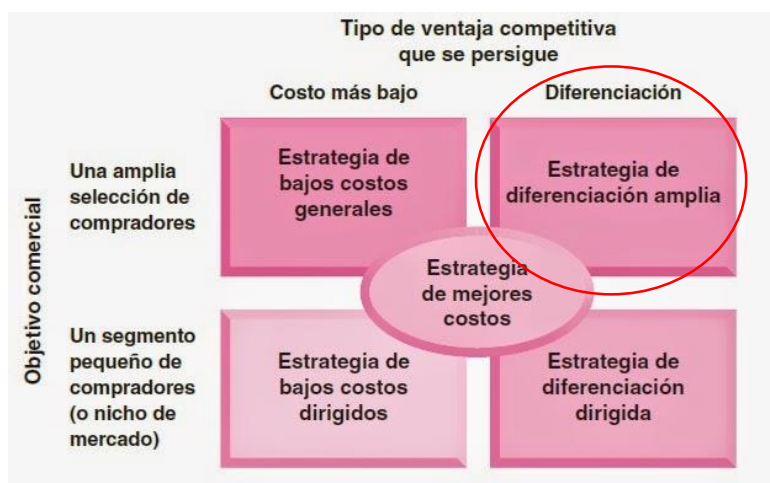 Tipo de ventaja competitiva
que se persigue
Costo más bajo
Diferenciación
Objetivo comercial
Una amplia
selección de
compradores
Estrategia de
bajos costos
generales
Estrategia de
diferenciación amplia
Estrategia
de mejores
costos
Un segmento
pequeño de
compradores
(o nicho de
mercado)
Estrategia de
bajos costos
dirigidos
Estrategia de
diferenciación
dirigida